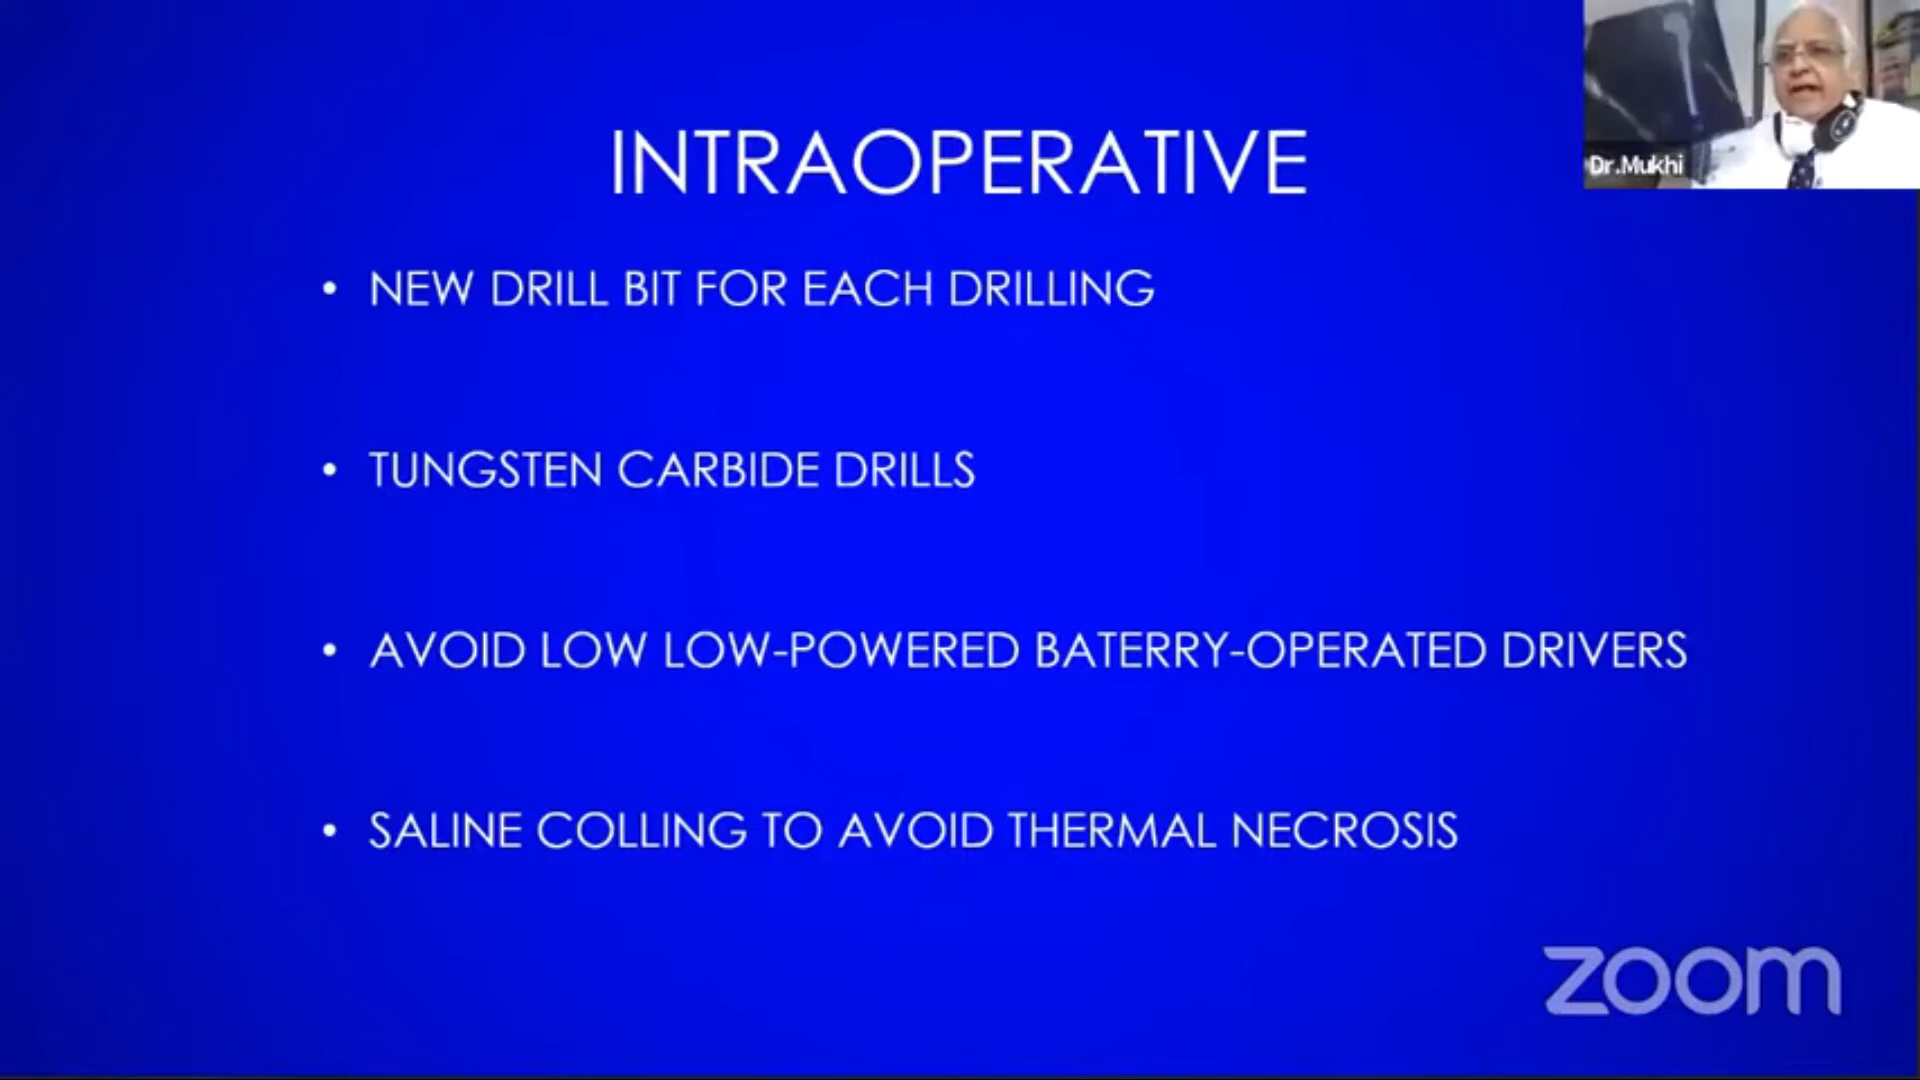 INTRAOPERATIVE
Dr.Mukhi
• NEW DRILL BIT FOR EACH DRILLING
• TUNGSTEN CARBIDE DRILLS
• AVOID LOW LOW-POWERED BATERRY-OPERATED DRIVERS
• SALINE COLLING TO AVOID THERMAL NECROSIS
zoom